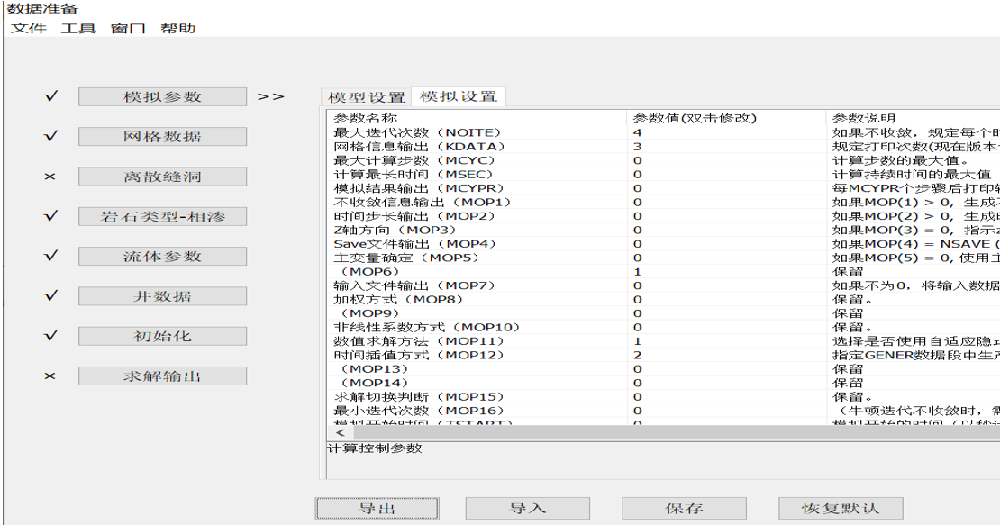 数据准备
文件 工具 窗口 帮助
√ 模拟参数 >>
√ 网格数据
× 离散缝洞
√ 岩石类型-相渗
√ 流体参数
√ 井数据
√ 初始化
× 求解输出
模型设置 模拟设置
参数名称 参数值(双击修改) 参数说明
最大迭代次数（NOITE） 4 如果不收敛，规定每个时
网格信息输出（KDATA） 3 规定打印次数(现在版本
最大计算步数（MCYC） 0 计算步数的最大值。
计算最长时间（MSEC） 0 计算持续时间的最大值
模拟结果输出（MCYPR） 0 每MCYPR个步骤后打印
不收敛信息输出（MOP1） 0 如果MOP(1) > 0, 生成
时间步长输出（MOP2） 0 如果MOP(2) > 0, 生成
Z轴方向（MOP3） 0 如果MOP(3) = 0, 指示
Save文件输出（MOP4） 0 如果MOP(4) = NSAVE (
主变量确定（MOP5） 0 如果MOP(5) = 0, 使用主
（MOP6） 1 保留
输入文件输出（MOP7） 0 如果不为0，将输入数据
加权方式（MOP8） 0 保留。
（MOP9） 0 保留
非线性系数方式（MOP10） 0 保留。
数值求解方法（MOP11） 1 选择是否使用自适应隐式
时间插值方式（MOP12） 2 指定GENER数据段中生产
（MOP13） 0 保留
（MOP14） 0 保留
求解切换判断（MOP15） 0 保留。
最小迭代次数（MOP16） 0 （牛顿迭代不收敛时，需
模拟开始时间（TSTART） 0 模拟开始的时间（以秒
<
计算控制参数
导出 导入 保存 恢复默认